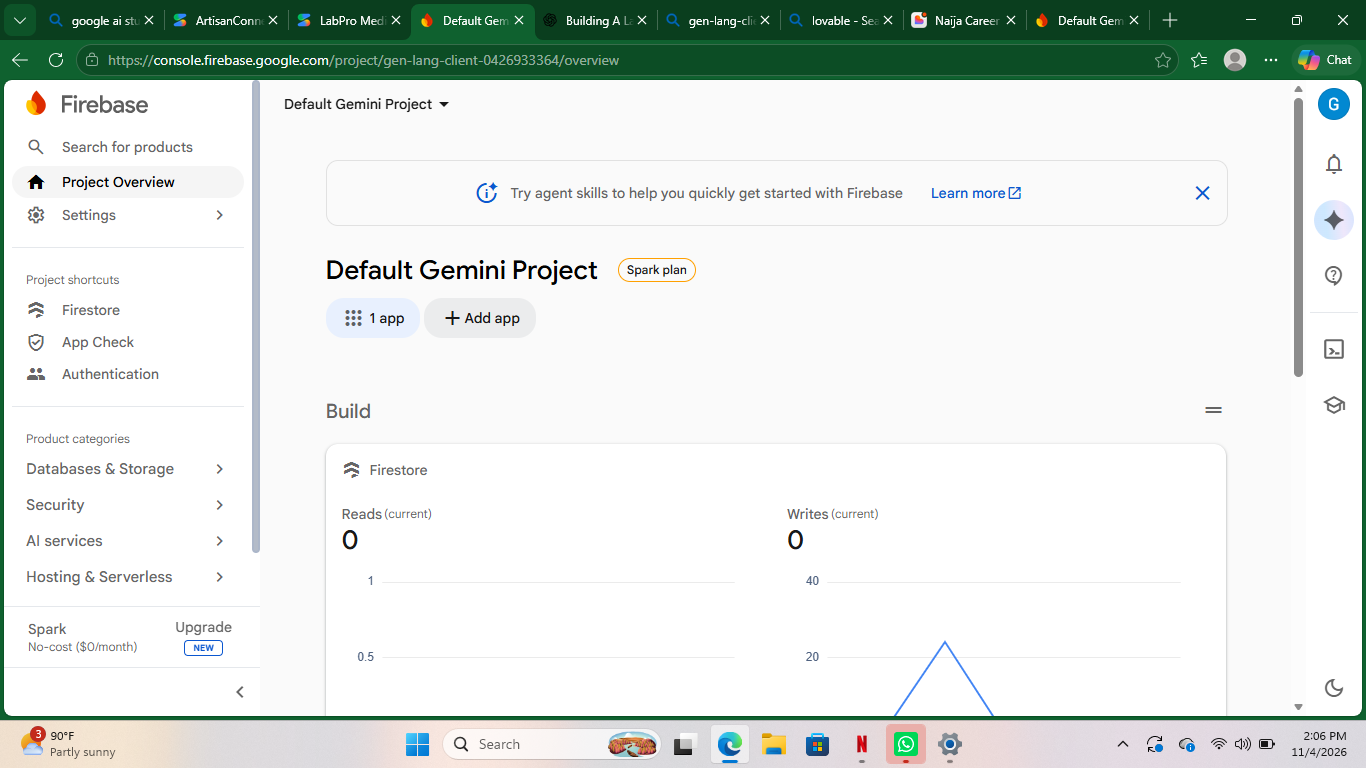 google ai stu
ArtisanConne
LabPro Medi
Default Gem
Building A La
gen-lang-clie
lovable - Sea
Naija Career
Default Gem
https://console.firebase.google.com/project/gen-lang-client-0426933364/overview
Chat
Firebase
Search for products
Project Overview
Settings
Project shortcuts
Firestore
App Check
Authentication
Product categories
Databases & Storage
Security
AI services
Hosting & Serverless
Spark
No-cost ($0/month)
Upgrade
NEW
Default Gemini Project
Try agent skills to help you quickly get started with Firebase Learn more
Default Gemini Project Spark plan
1 app
Add app
Build
Firestore
Reads (current)
0
1
0.5
Writes (current)
0
40
20
G
3
90°F
Partly sunny
Search
N
2:06 PM
11/4/2026